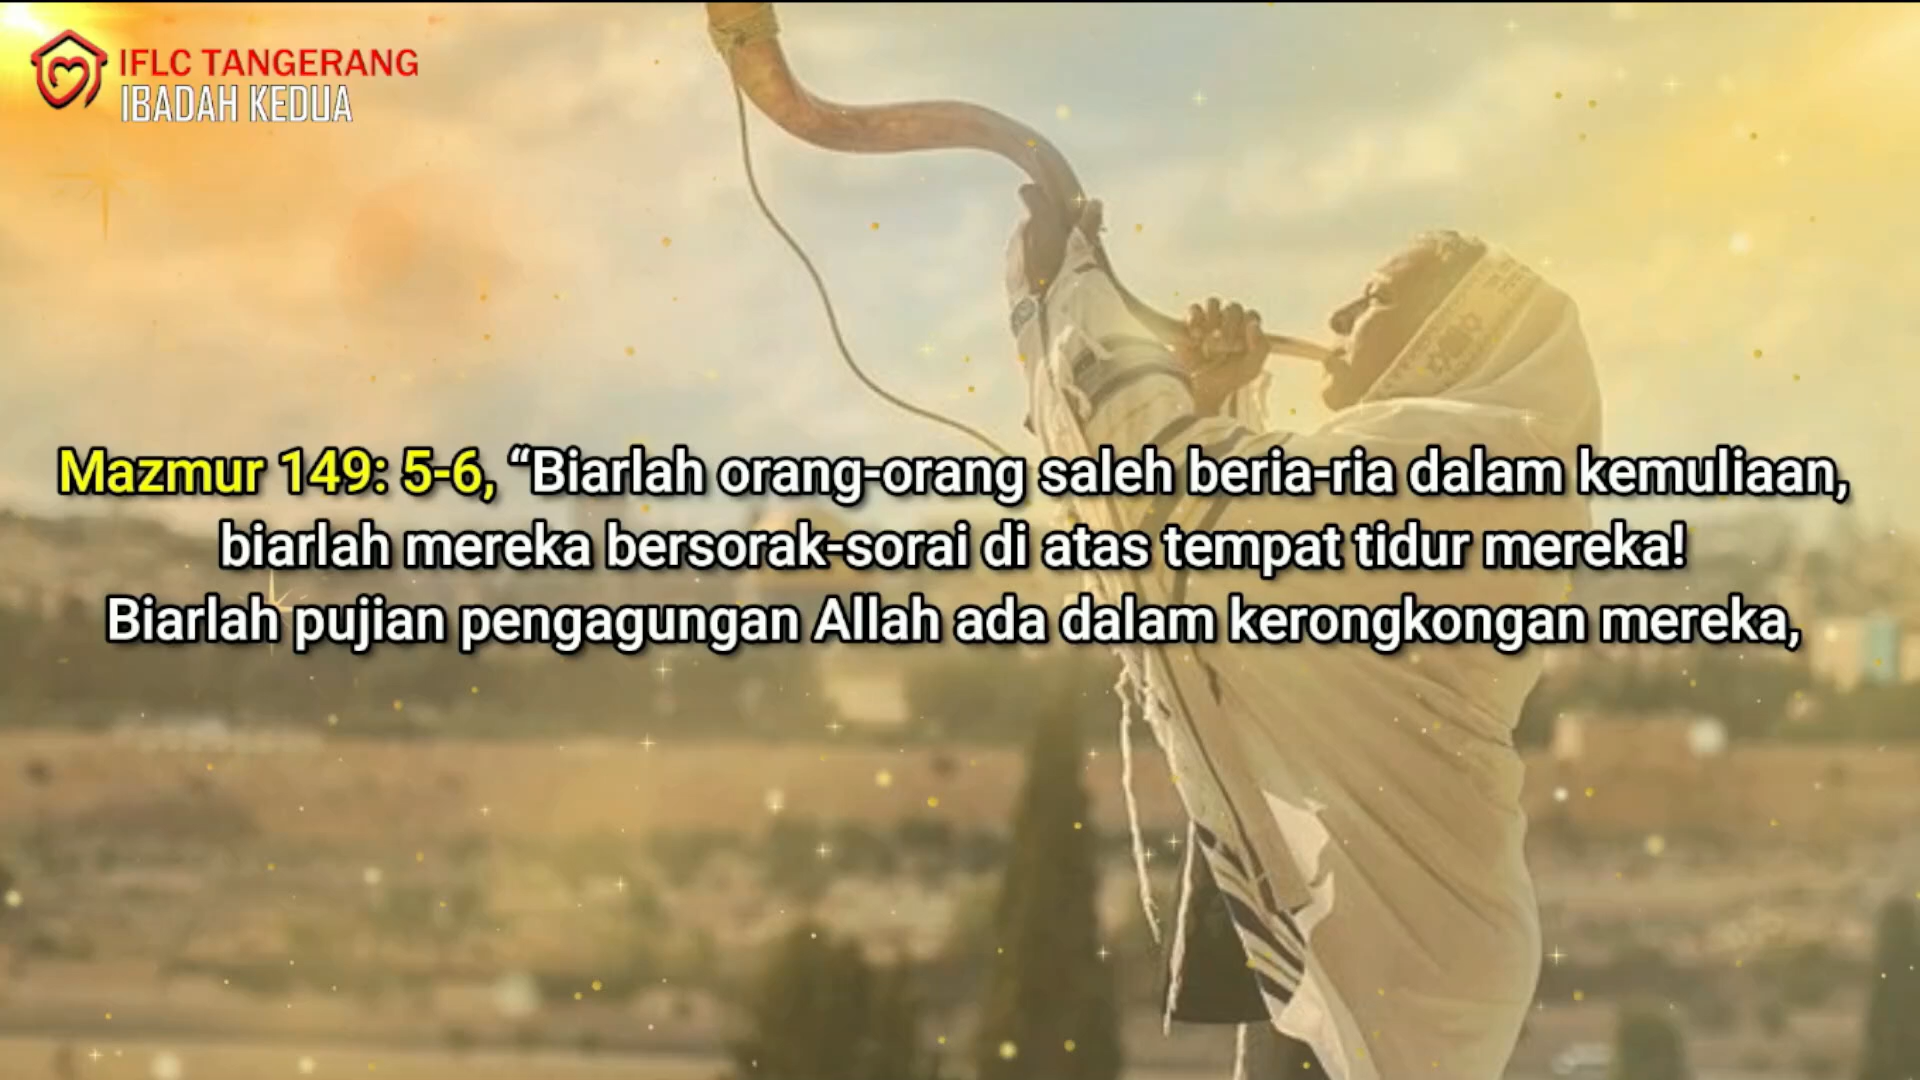 IFLC TANGERANG
IBADAH KEDUA
Mazmur 149: 5-6, “Biarlah orang-orang saleh beria-ria dalam kemuliaan,
biarlah mereka bersorak-sorai di atas tempat tidur mereka!
Biarlah pujian pengagungan Allah ada dalam kerongkongan mereka,